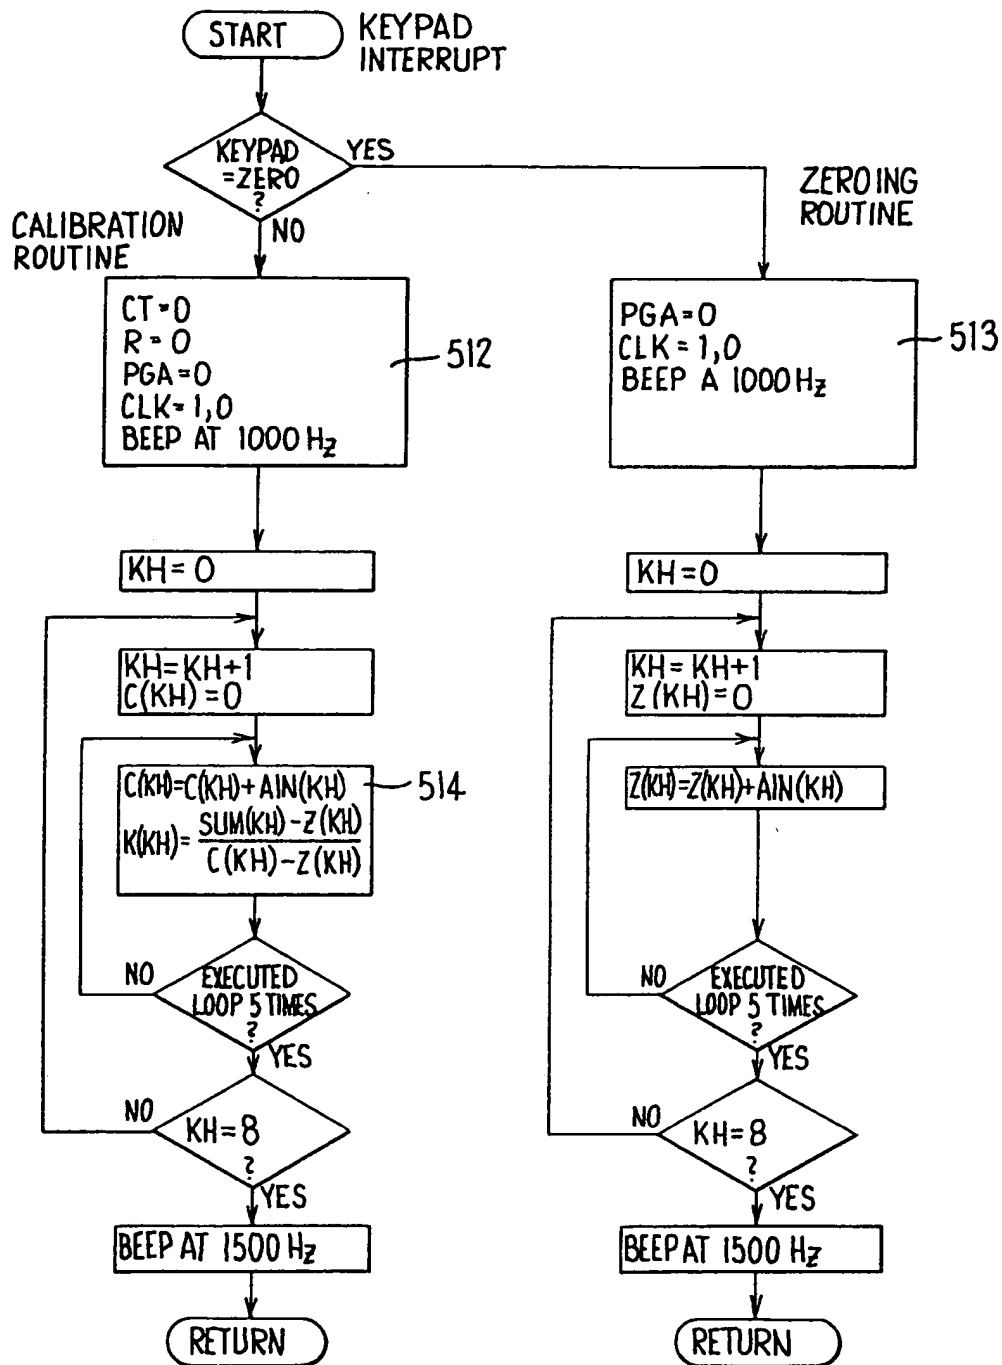 START
KEYPAD
INTERRUPT
KEYPAD
=ZERO
?
YES
NO
CALIBRATION
ROUTINE
CT=0
R=0
PGA=0
CLK=1,0
BEEP AT 1000 Hz
512
KH=0
KH=KH+1
C(KH)=0
C(KH)=C(KH)+AIN(KH)
K(KH)= SUM(KH)-Z(KH)
C(KH)-Z(KH)
514
EXECUTED
LOOP 5 TIMES
?
NO
YES
KH=8
?
NO
YES
BEEP AT 1500 Hz
RETURN
ZEROING
ROUTINE
PGA=0
CLK=1,0
BEEP A 1000 Hz
513
KH=0
KH=KH+1
Z(KH)=0
Z(KH)=Z(KH)+AIN(KH)
EXECUTED
LOOP 5 TIMES
?
NO
YES
KH=8
?
NO
YES
BEEP AT 1500 Hz
RETURN